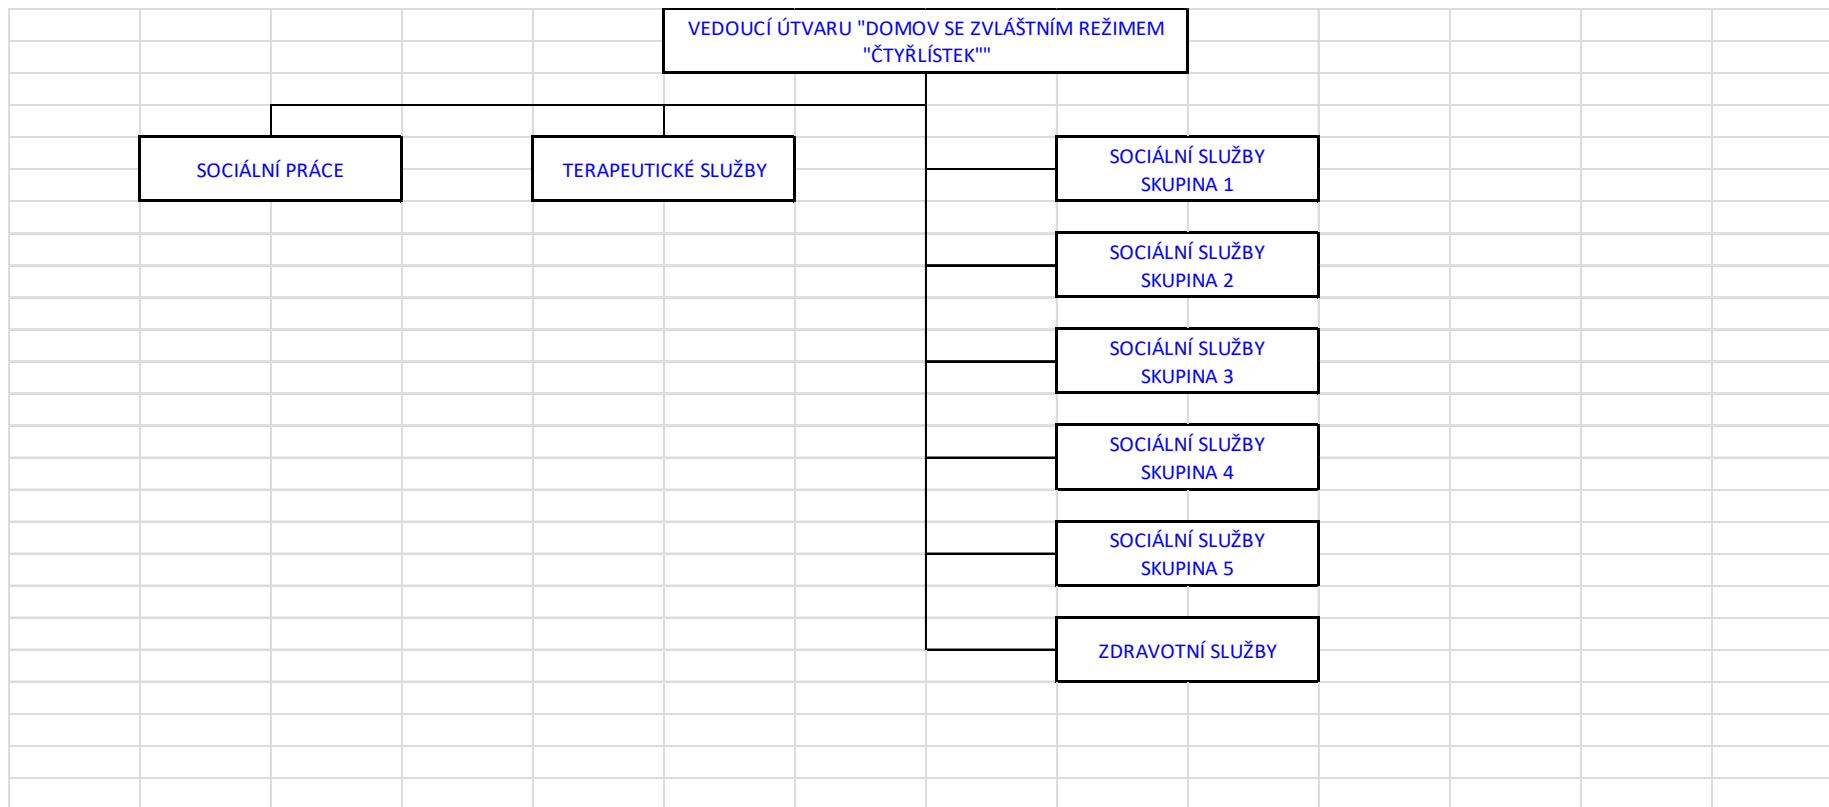 VEDOUCÍ ÚTVARU "DOMOV SE ZVLÁŠTNÍM REŽIMEM
"ČTYŘLÍSTEK""
SOCIÁLNÍ PRÁCE
TERAPEUTICKÉ SLUŽBY
SOCIÁLNÍ SLUŽBY
SKUPINA 1
SOCIÁLNÍ SLUŽBY
SKUPINA 2
SOCIÁLNÍ SLUŽBY
SKUPINA 3
SOCIÁLNÍ SLUŽBY
SKUPINA 4
SOCIÁLNÍ SLUŽBY
SKUPINA 5
ZDRAVOTNÍ SLUŽBY